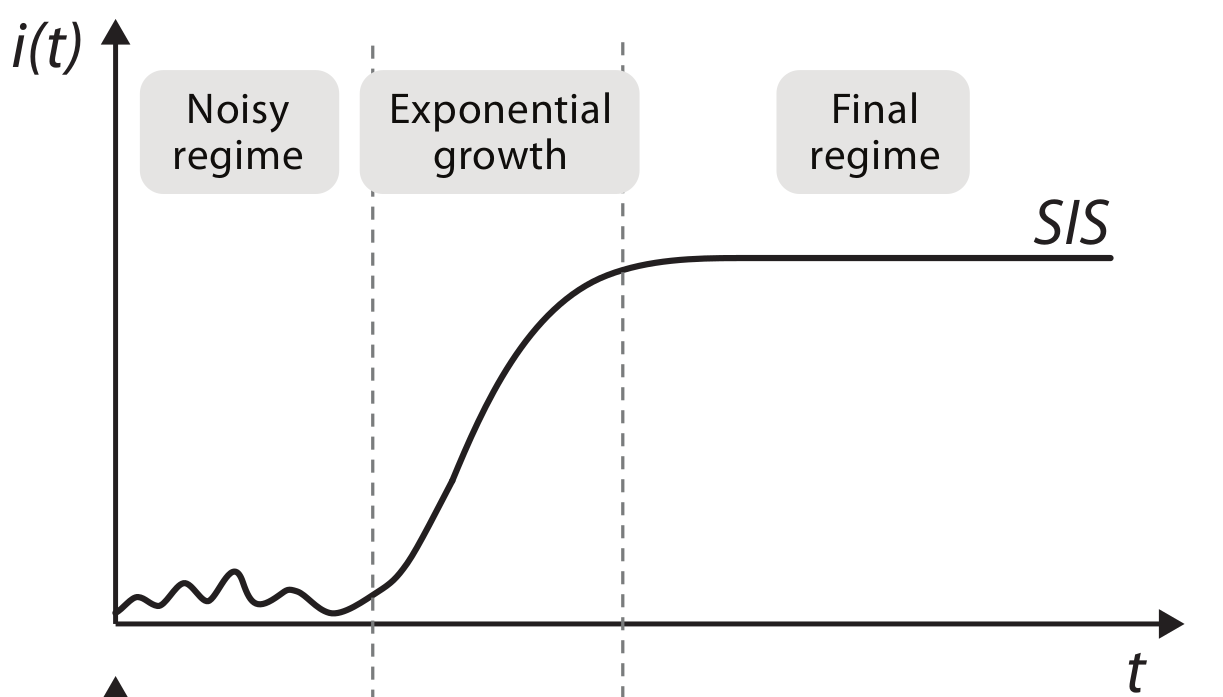 i(t)
Noisy
regime
Exponential
growth
Final
regime
SIS
t